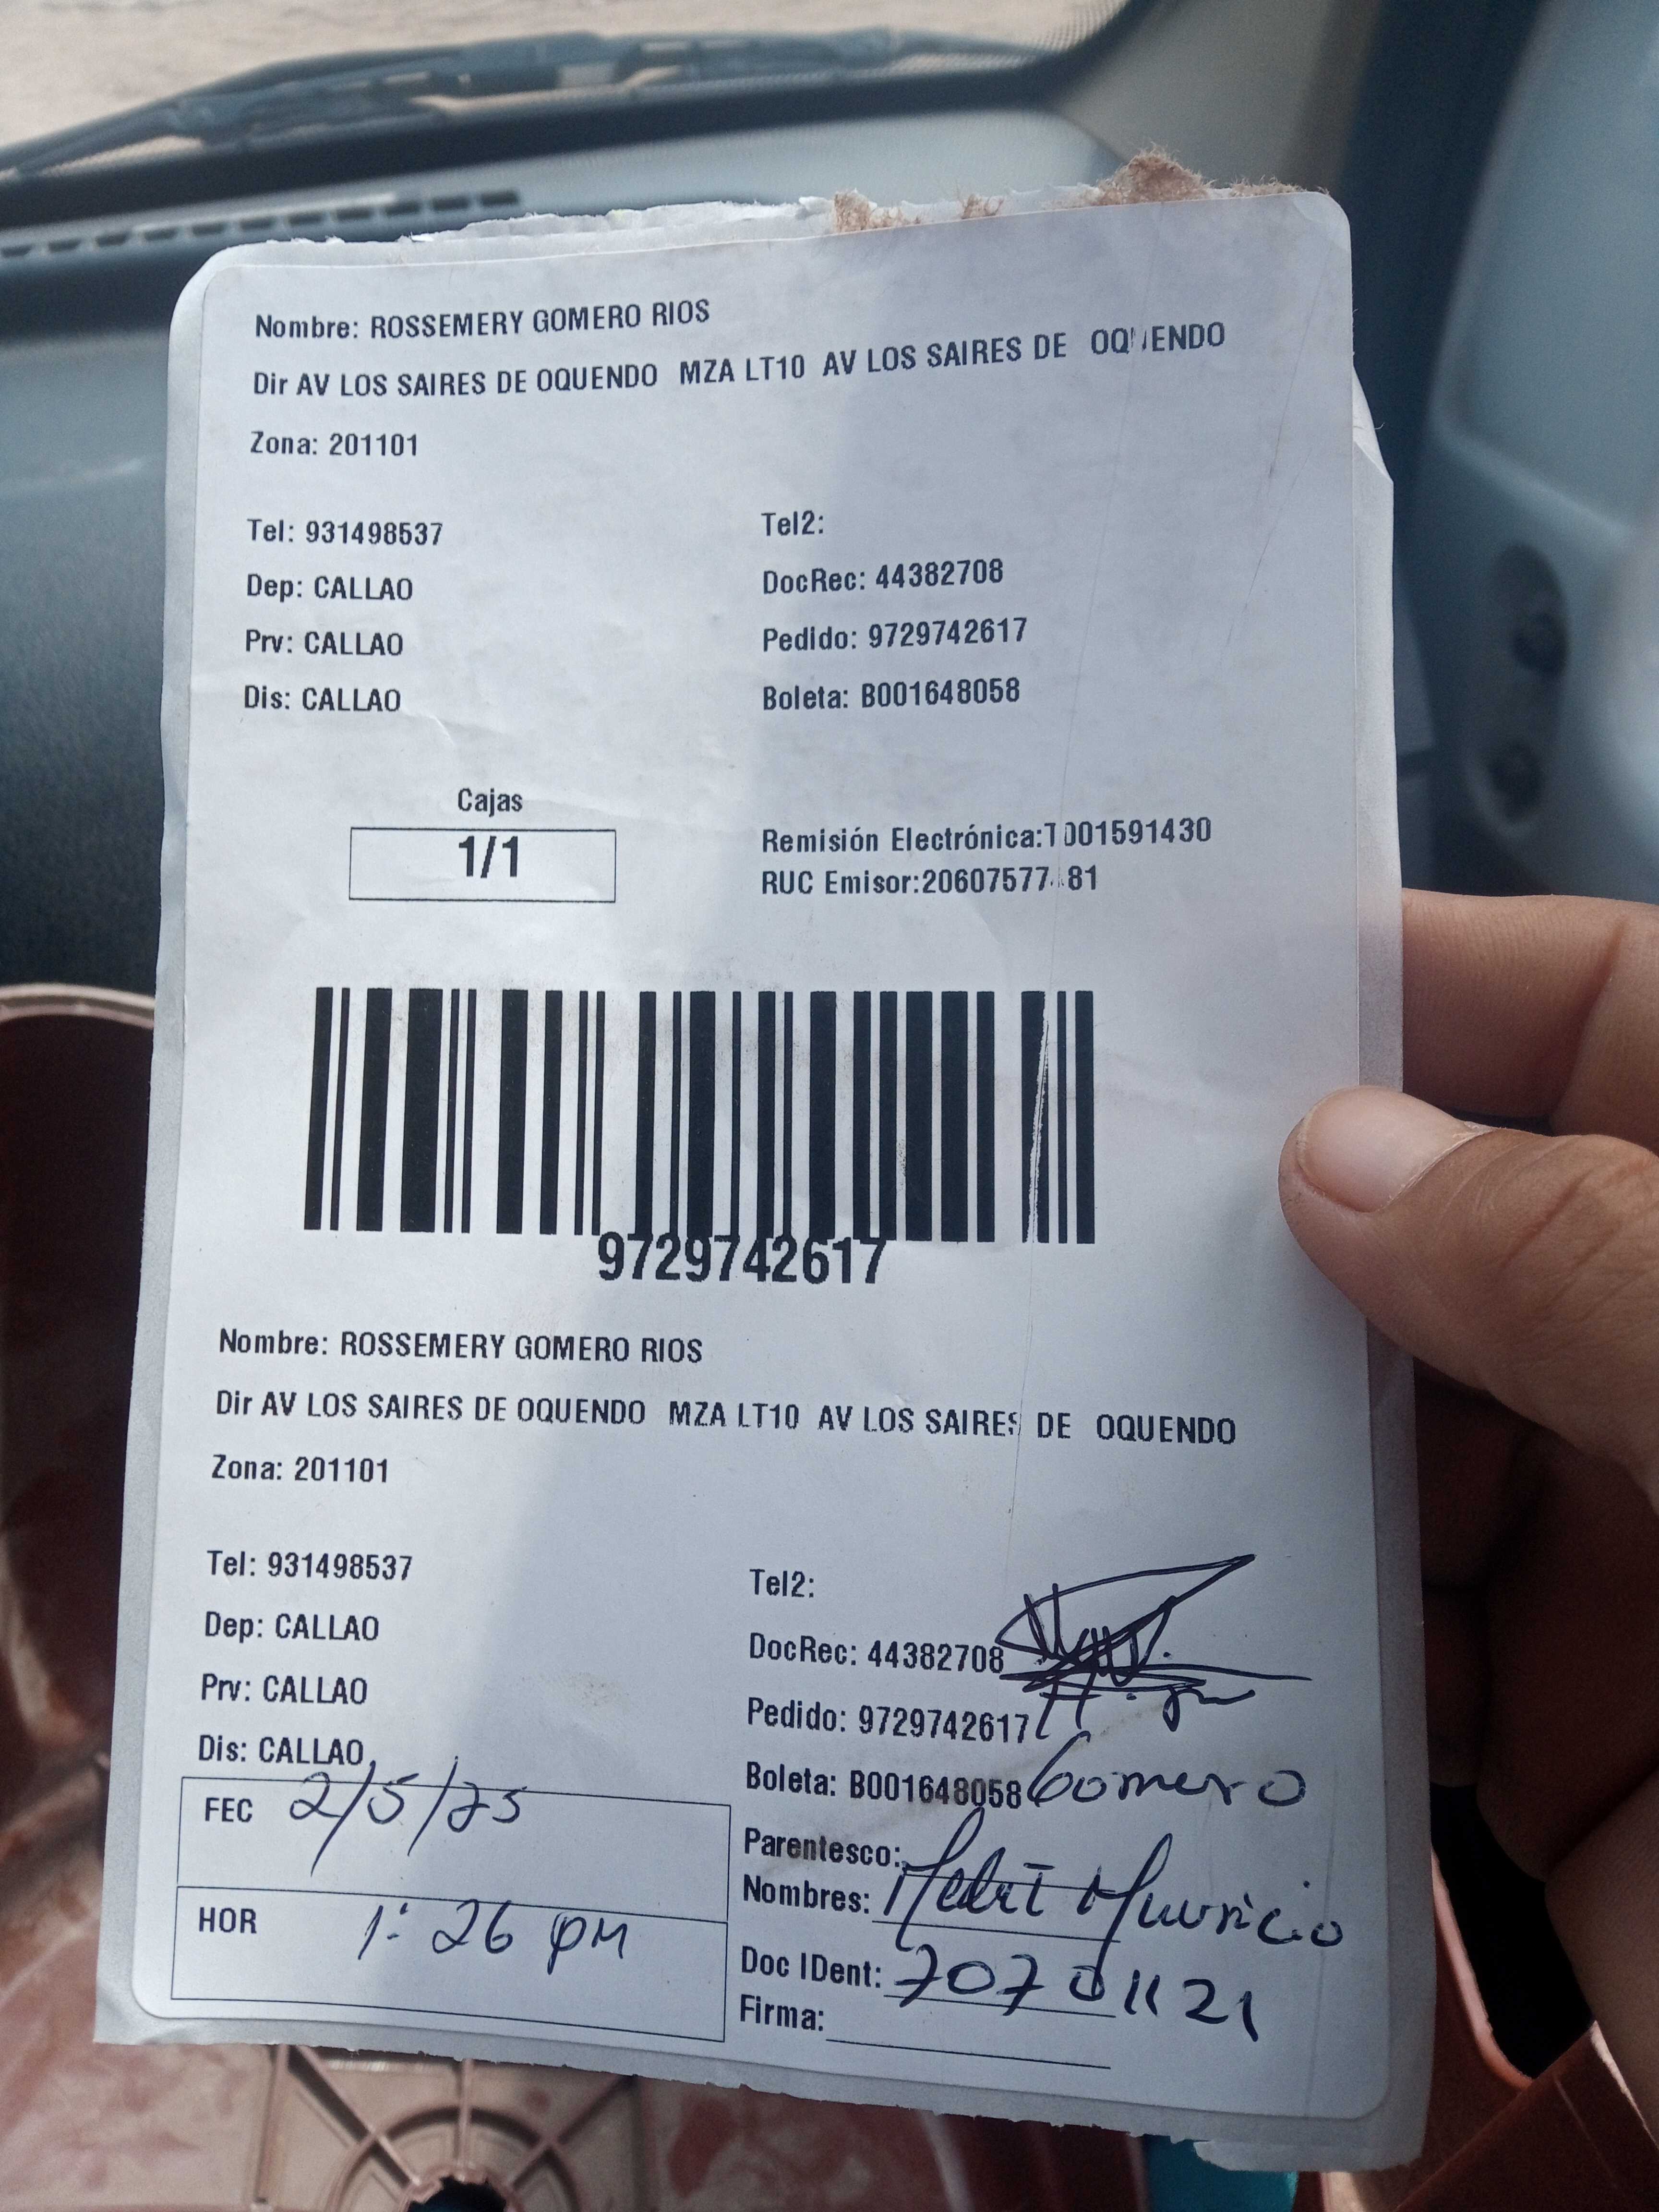 Nombre: ROSSEMERY GOMERO RIOS
Dir AV LOS SAIRES DE OQUENDO MZA LT10 AV LOS SAIRES DE OQUENDO
Zona: 201101
Tel: 931498537
Tel2:
Dep: CALLAO
DocRec: 44382708
Prv: CALLAO
Pedido: 9729742617
Dis: CALLAO
Boleta: B001648058
Cajas
1/1
Remisión Electrónica:T001591430
RUC Emisor:20607577 81
9729742617
Nombre: ROSSEMERY GOMERO RIOS
Dir AV LOS SAIRES DE OQUENDO MZA LT10 AV LOS SAIRES DE OQUENDO
Zona: 201101
Tel: 931498537
Tel2:
Dep: CALLAO
DocRec: 44382708
Prv: CALLAO
Pedido: 9729742617
Dis: CALLAO
Boleta: B001648058 Gomero
FEC 2/5/25
Parentesco:
Nombres: Mauricio
HOR 1:26 pm
Doc IDent: 70701121
Firma: